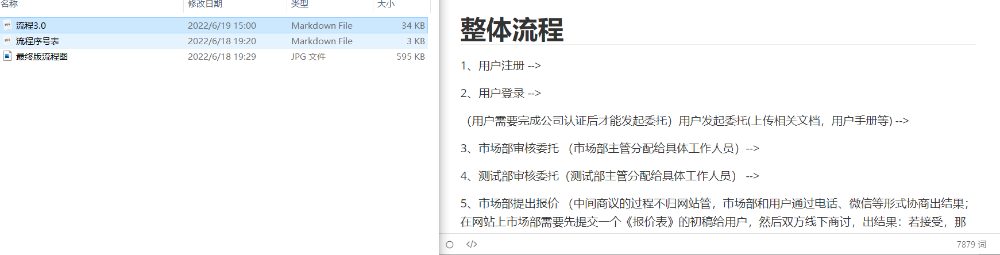 名称 修改日期 类型 大小
流程3.0 2022/6/19 15:00 Markdown File 34 KB
流程序号表 2022/6/18 19:20 Markdown File 3 KB
最终版流程图 2022/6/18 19:29 JPG 文件 595 KB
整体流程
1、用户注册 -->
2、用户登录 -->
（用户需要完成公司认证后才能发起委托）用户发起委托(上传相关文档，用户手册等) -->
3、市场部审核委托 （市场部主管分配给具体工作人员）-->
4、测试部审核委托（测试部主管分配给具体工作人员） -->
5、市场部提出报价 （中间商议的过程不归网站管，市场部和用户通过电话、微信等形式协商出结果；
在网站上市场部需要先提交一个《报价表》的初稿给用户，然后双方线下商讨，出结果：若接受，那
</> 7879 词